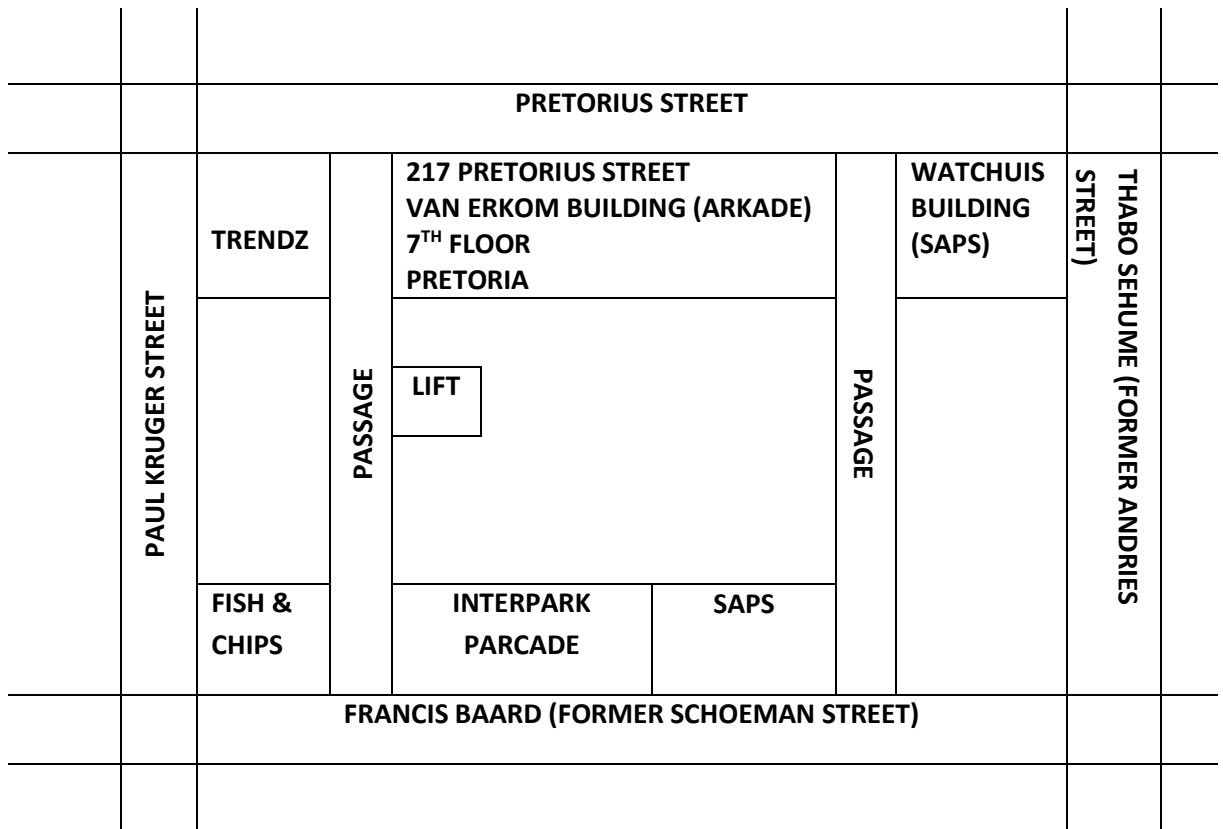 PRETORIUS STREET
217 PRETORIUS STREET
VAN ERKOM BUILDING (ARKADE)
7TH FLOOR
PRETORIA
TRENDZ
WATCHUIS
BUILDING
(SAPS)
THABO SEHUME (FORMER ANDRIES
STREET)
PAUL KRUGER STREET
PASSAGE
LIFT
PASSAGE
FISH &
CHIPS
INTERPARK
PARCADE
SAPS
FRANCIS BAARD (FORMER SCHOEMAN STREET)